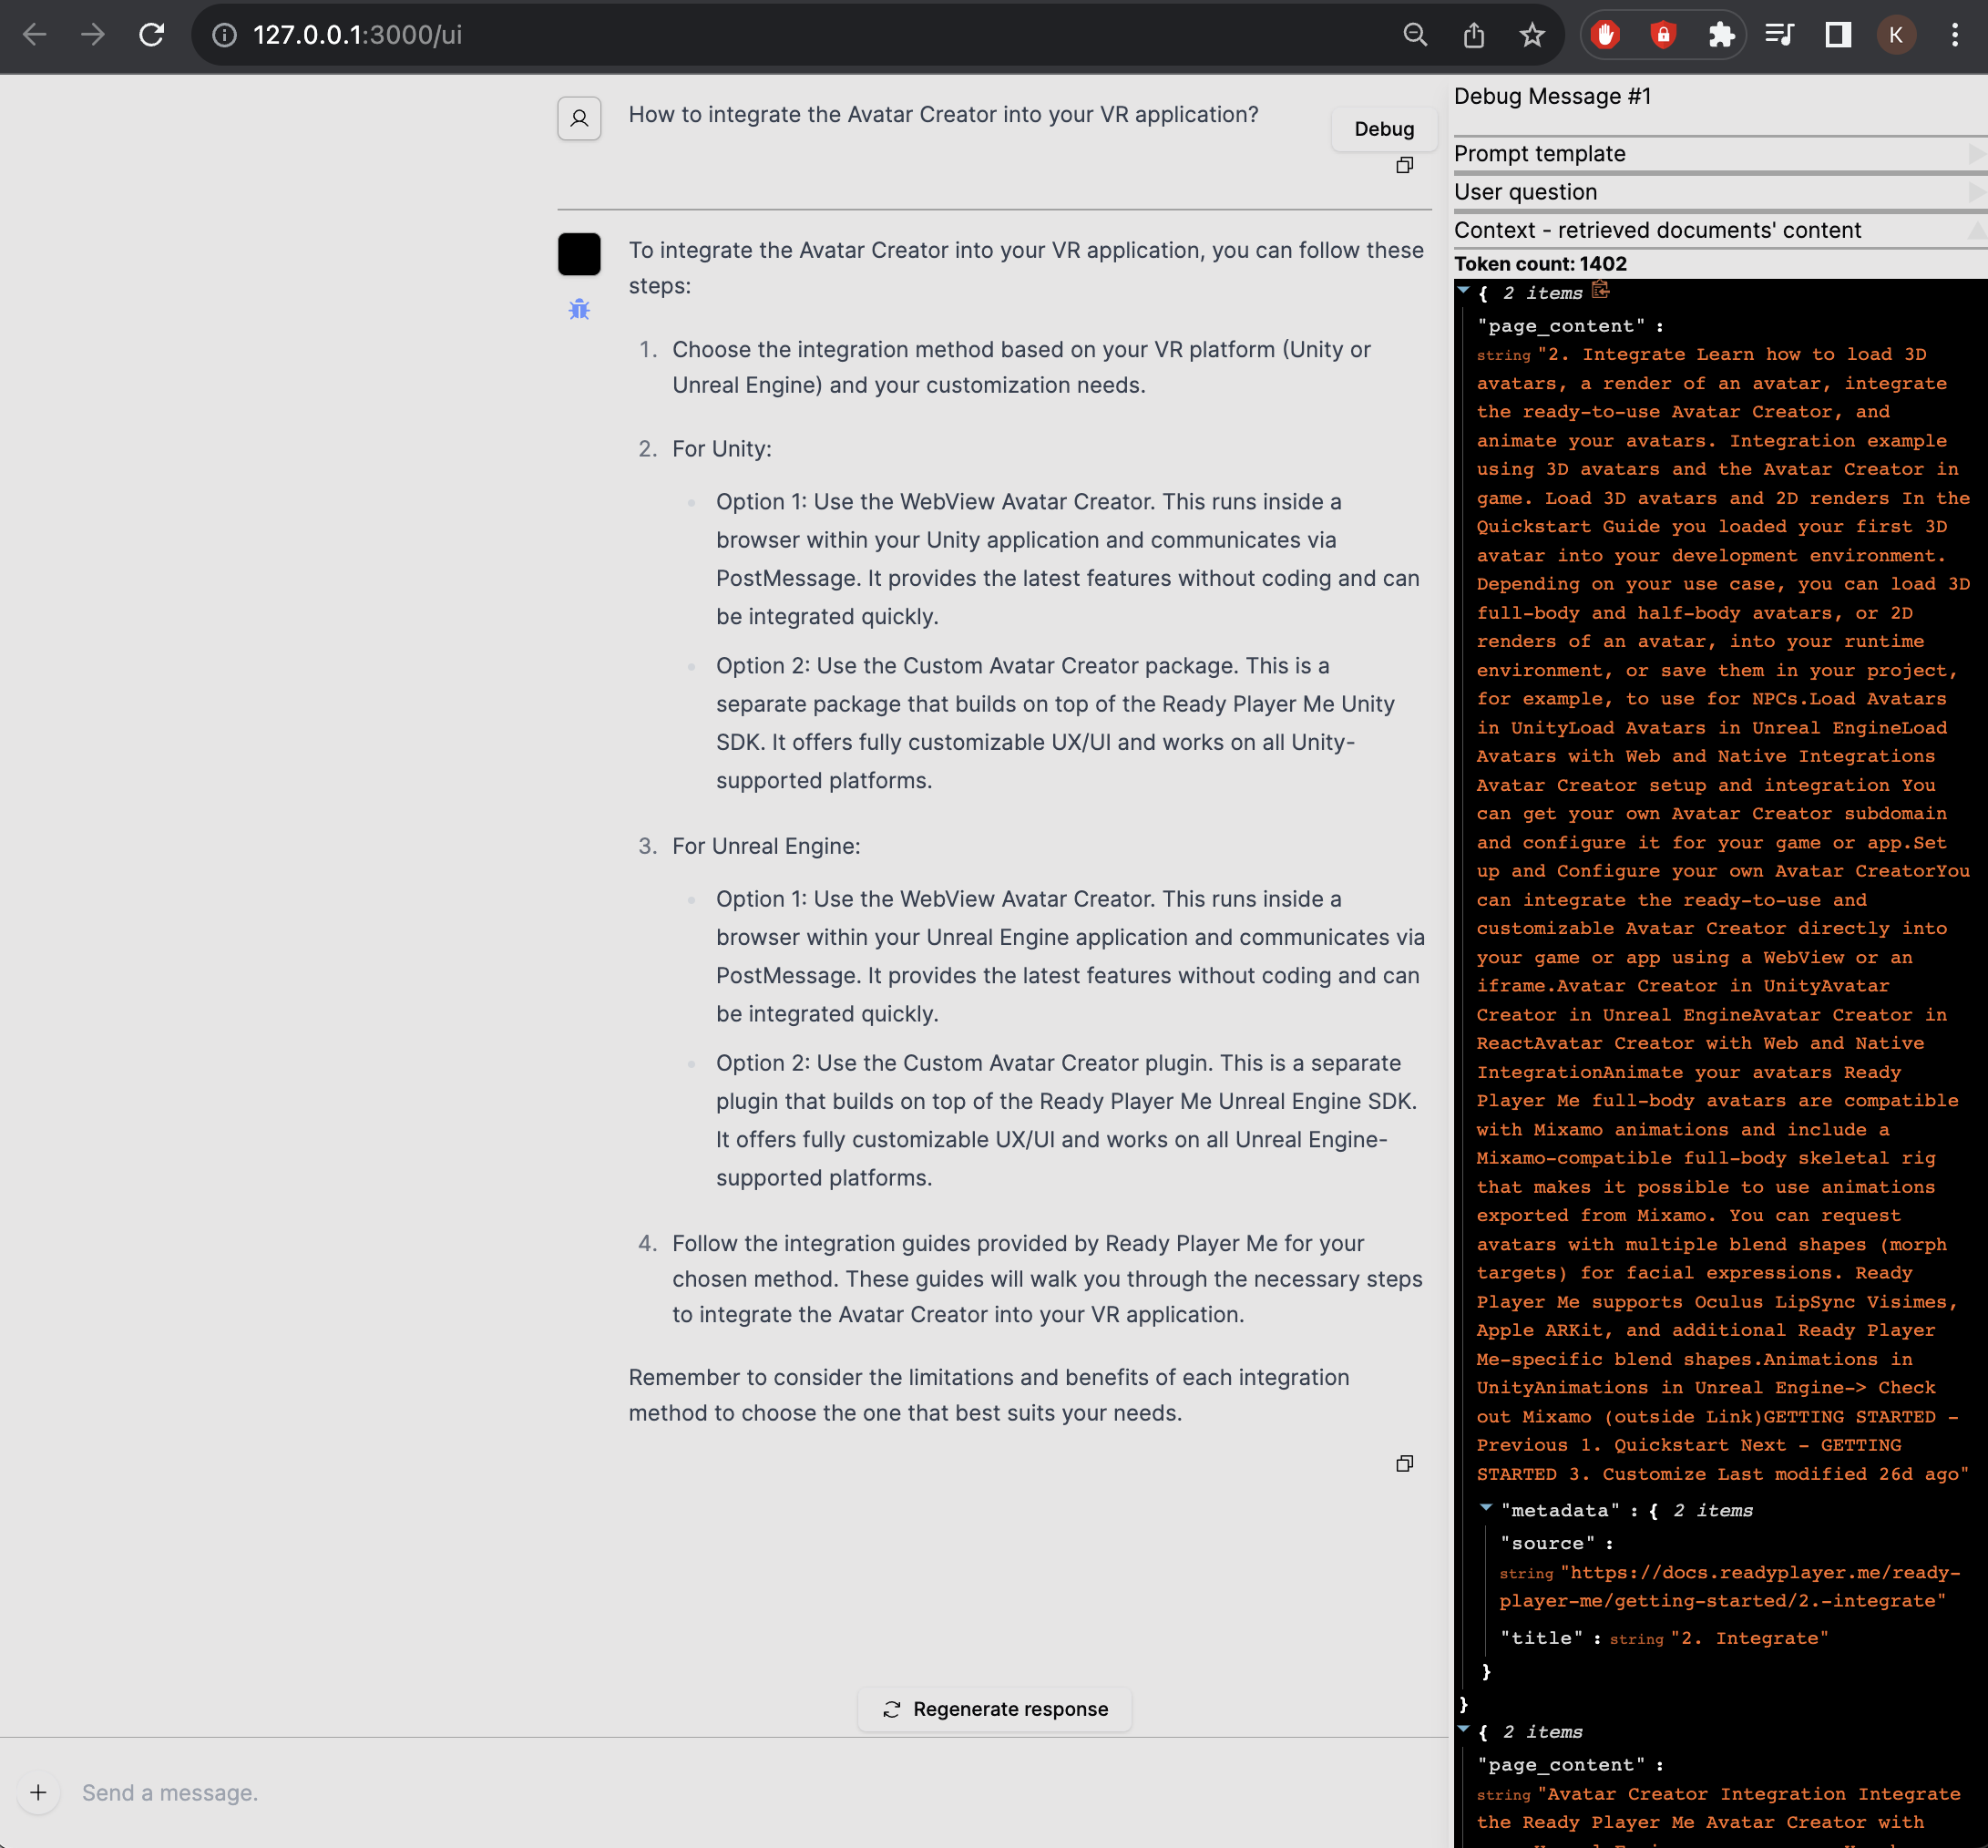 127.0.0.1:3000/ui
K
How to integrate the Avatar Creator into your VR application?
Debug
To integrate the Avatar Creator into your VR application, you can follow these
steps:
1. Choose the integration method based on your VR platform (Unity or
Unreal Engine) and your customization needs.
2. For Unity:
Option 1: Use the WebView Avatar Creator. This runs inside a
browser within your Unity application and communicates via
PostMessage. It provides the latest features without coding and can
be integrated quickly.
Option 2: Use the Custom Avatar Creator package. This is a
separate package that builds on top of the Ready Player Me Unity
SDK. It offers fully customizable UX/UI and works on all Unity-
supported platforms.
3. For Unreal Engine:
Option 1: Use the WebView Avatar Creator. This runs inside a
browser within your Unreal Engine application and communicates via
PostMessage. It provides the latest features without coding and can
be integrated quickly.
Option 2: Use the Custom Avatar Creator plugin. This is a separate
plugin that builds on top of the Ready Player Me Unreal Engine SDK.
It offers fully customizable UX/UI and works on all Unreal Engine-
supported platforms.
4. Follow the integration guides provided by Ready Player Me for your
chosen method. These guides will walk you through the necessary steps
to integrate the Avatar Creator into your VR application.
Remember to consider the limitations and benefits of each integration
method to choose the one that best suits your needs.
Regenerate response
Send a message.
Debug Message #1
Prompt template
User question
Context - retrieved documents' content
Token count: 1402
{ 2 items
"page_content" :
string "2. Integrate Learn how to load 3D
avatars, a render of an avatar, integrate
the ready-to-use Avatar Creator, and
animate your avatars. Integration example
using 3D avatars and the Avatar Creator in
game. Load 3D avatars and 2D renders In the
Quickstart Guide you loaded your first 3D
avatar into your development environment.
Depending on your use case, you can load 3D
full-body and half-body avatars, or 2D
renders of an avatar, into your runtime
environment, or save them in your project,
for example, to use for NPCs.Load Avatars
in UnityLoad Avatars in Unreal EngineLoad
Avatars with Web and Native Integrations
Avatar Creator setup and integration You
can get your own Avatar Creator subdomain
and configure it for your game or app.Set
up and Configure your own Avatar CreatorYou
can integrate the ready-to-use and
customizable Avatar Creator directly into
your game or app using a WebView or an
iframe.Avatar Creator in UnityAvatar
Creator in Unreal EngineAvatar Creator in
ReactAvatar Creator with Web and Native
IntegrationAnimate your avatars Ready
Player Me full-body avatars are compatible
with Mixamo animations and include a
Mixamo-compatible full-body skeletal rig
that makes it possible to use animations
exported from Mixamo. You can request
avatars with multiple blend shapes (morph
targets) for facial expressions. Ready
Player Me supports Oculus LipSync Visimes,
Apple ARKit, and additional Ready Player
Me-specific blend shapes.Animations in
UnityAnimations in Unreal Engine-> Check
out Mixamo (outside Link)GETTING STARTED -
Previous 1. Quickstart Next - GETTING
STARTED 3. Customize Last modified 26d ago"
"metadata" : { 2 items
"source" :
string "https://docs.readyplayer.me/ready-
player-me/getting-started/2.-integrate"
"title" : string "2. Integrate"
}
}
{ 2 items
"page_content" :
string "Avatar Creator Integration Integrate
the Ready Player Me Avatar Creator with